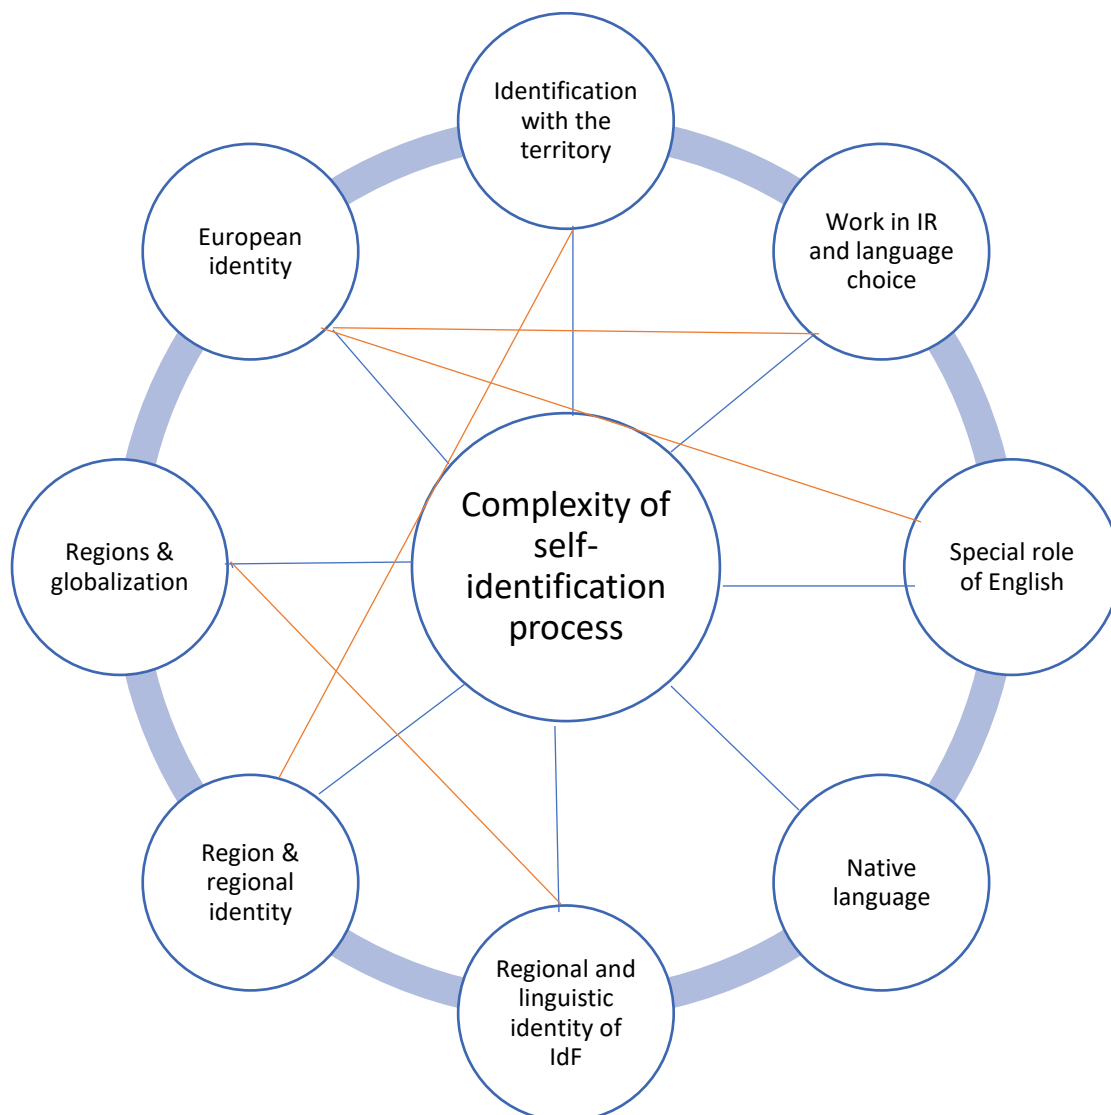 Identification
with the
territory
Work in IR
and language
choice
Special role
of English
Native
language
Regional and
linguistic
identity of
IdF
Region &
regional
identity
Regions &
globalization
European
identity
Complexity of
self-
identification
process